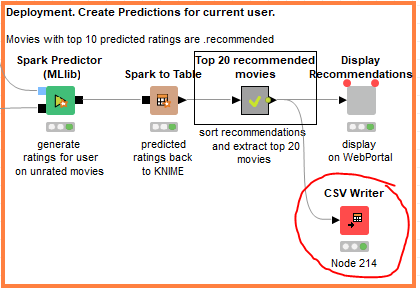 Deployment. Create Predictions for current user.
Movies with top 10 predicted ratings are .recommended
Spark Predictor
(MLlib)
generate
ratings for user
on unrated movies
Spark to Table
predicted
ratings back
to KNIME
Top 20 recommended
movies
sort recommendations
and extract top 20
movies
Display
Recommendations
display
on WebPortal
CSV Writer
Node 214